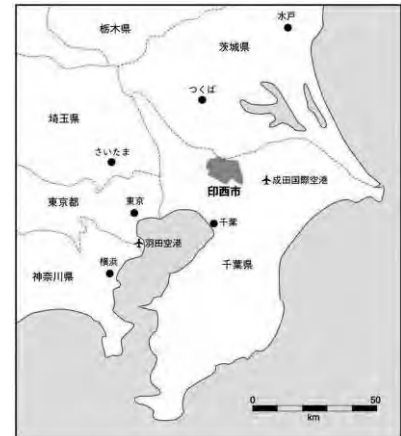 栃木県
水戸
茨城県
つくば
埼玉県
さいたま
印西市
成田国際空港
東京都
東京
千葉
羽田空港
横浜
神奈川県
千葉県
0 50
km